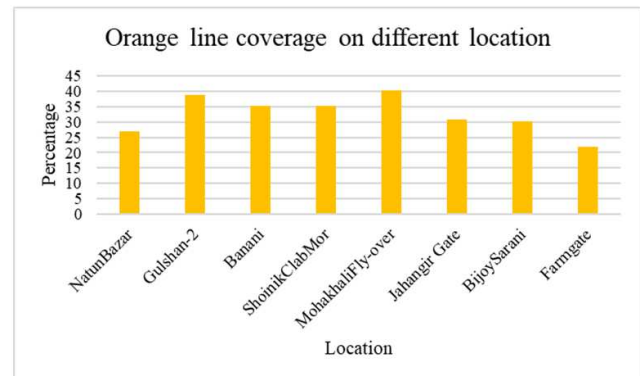 Orange line coverage on different location
Percentage
45
40
35
30
25
20
15
10
5
0
NatunBazar
Gulshan-2
Banani
ShoinikClabMor
MohakhaliFly-over
Jahangir Gate
BijoySarani
Farmgate
Location